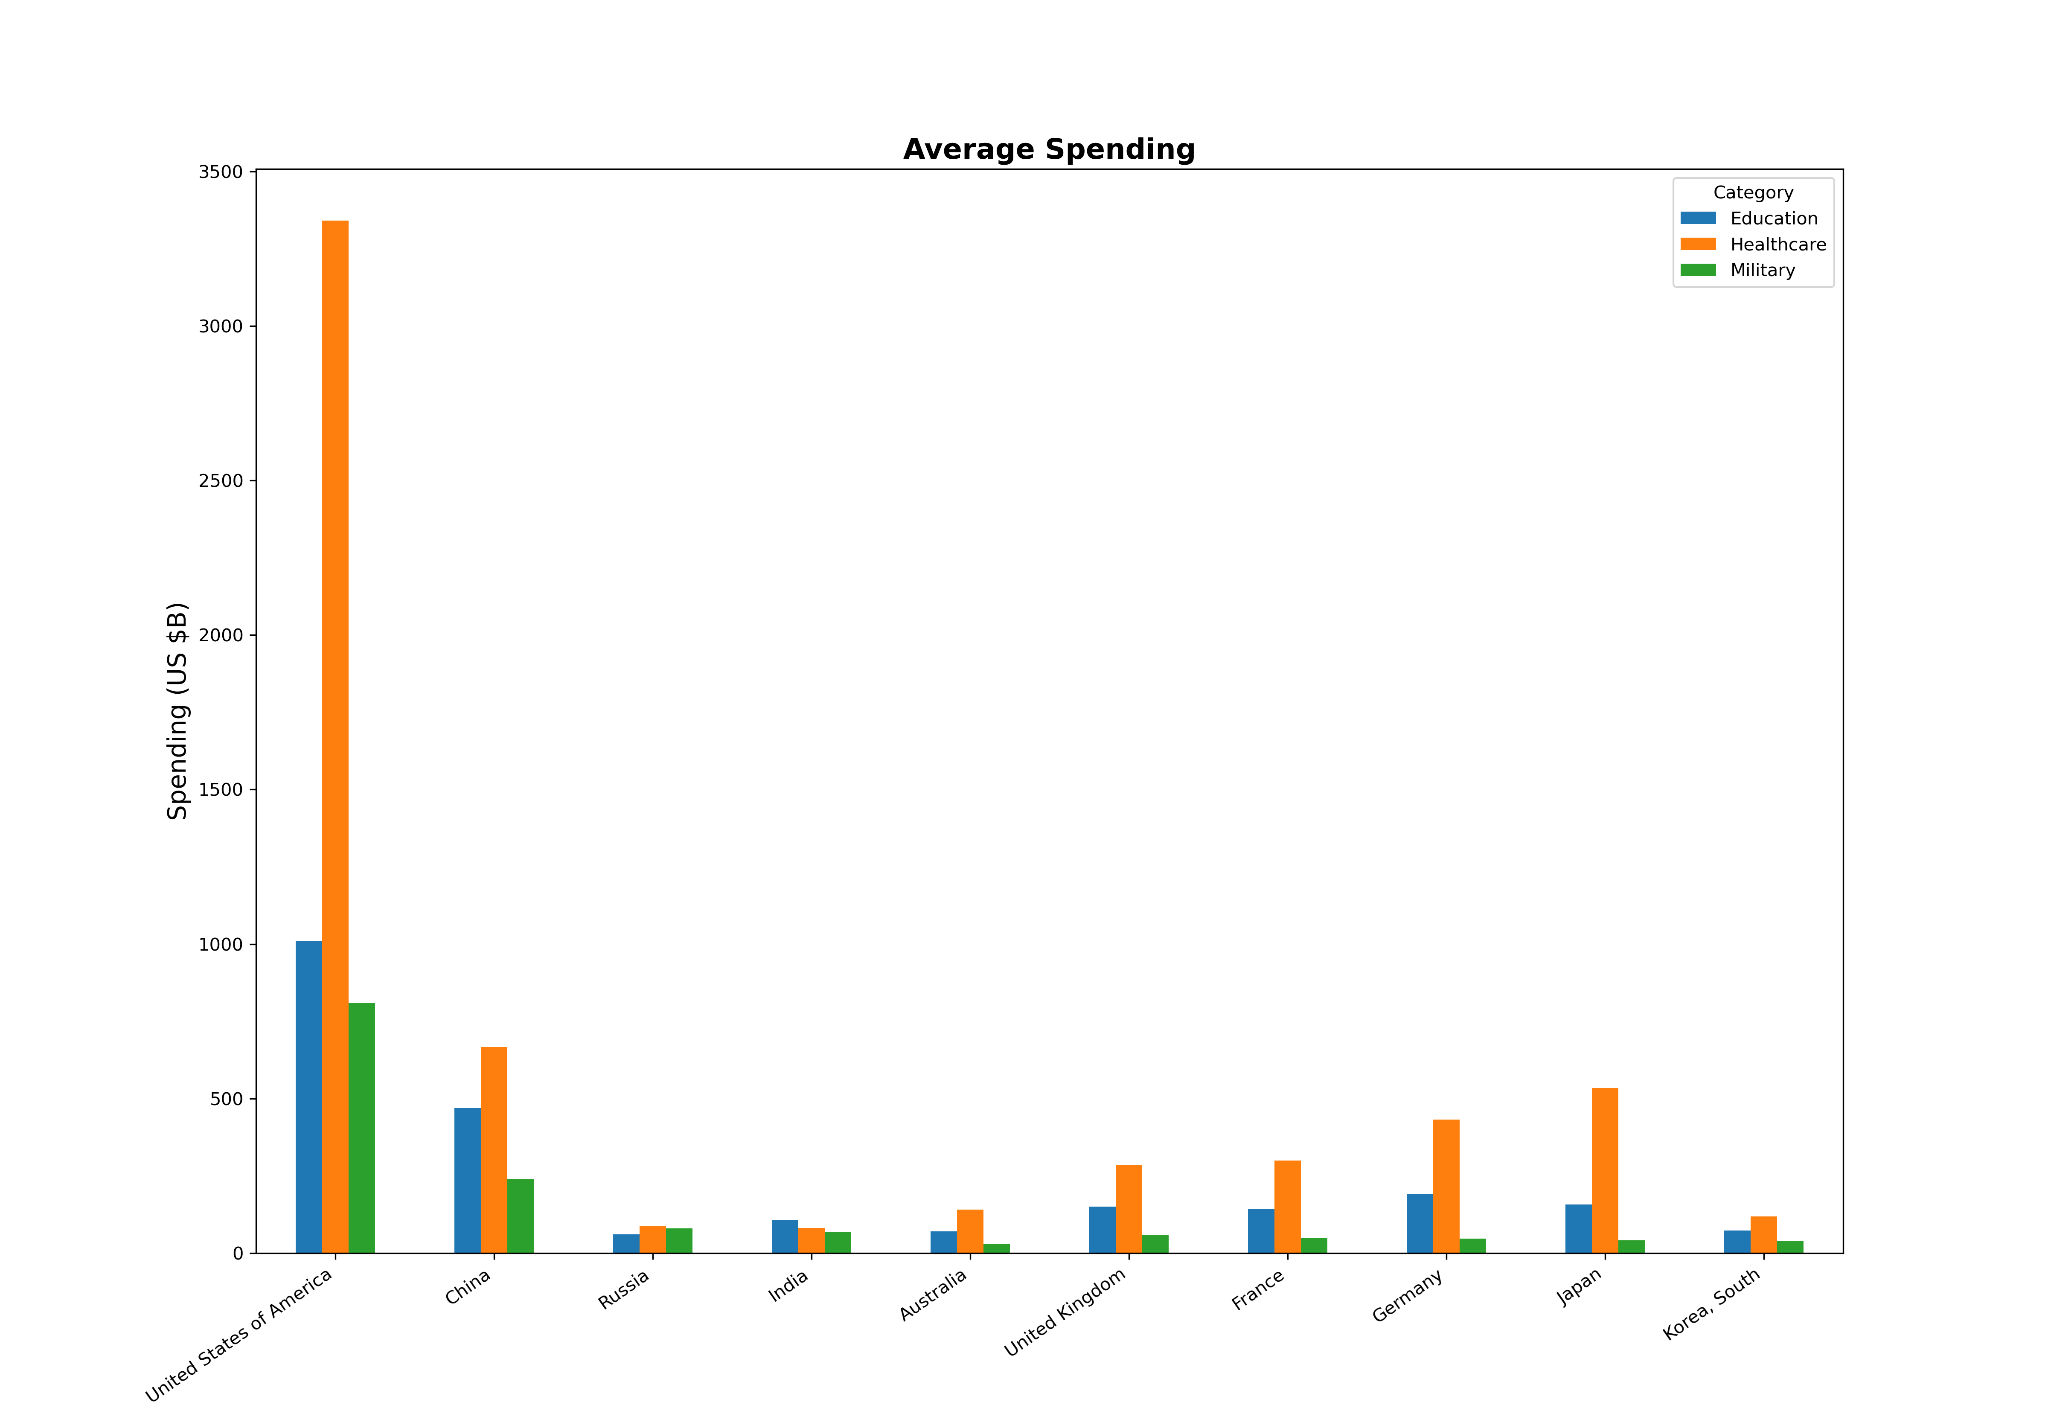 Average Spending
3500
3000
2500
2000
1500
1000
500
0
Spending (US $B)
Category
Education
Healthcare
Military
United States of America
China
Russia
India
Australia
United Kingdom
France
Germany
Japan
Korea, South